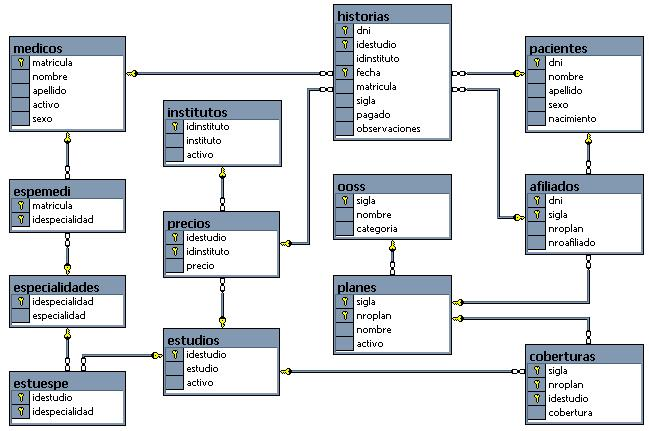 historias
dni
idestudio
idinstituto
fecha
matricula
sigla
pagado
observaciones
medicos
matricula
nombre
apellido
activo
sexo
pacientes
dni
nombre
apellido
sexo
nacimiento
institutos
idinstituto
instituto
activo
espemedi
matricula
idespecialidad
ooss
sigla
nombre
categoria
afiliados
dni
sigla
nroplan
nroafiliado
precios
idestudio
idinstituto
precio
especialidades
idespecialidad
especialidad
planes
sigla
nroplan
nombre
activo
estudios
idestudio
estudio
activo
coberturas
sigla
nroplan
idestudio
cobertura
estuespe
idestudio
idespecialidad